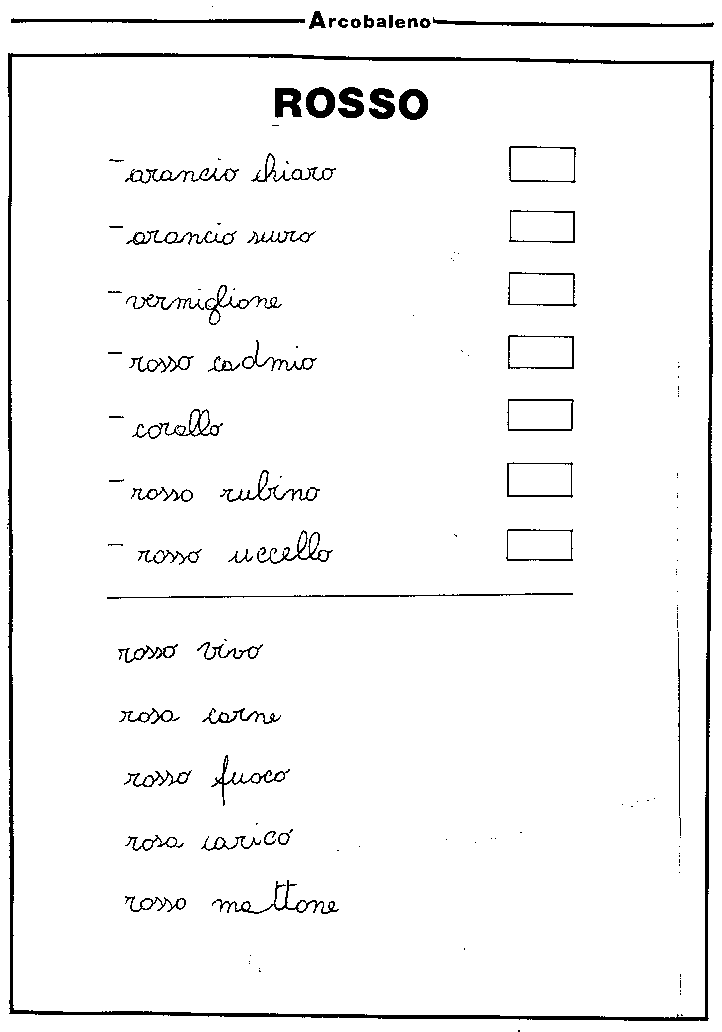 Arcobaleno
ROSSO
- arancio chiaro
- arancio scuro
- vermiglione
- rosso cadmio
- corallo
- rosso rubino
- rosso uccello
rosso vivo
rosa carne
rosso fuoco
rosa carico
rosso mattone